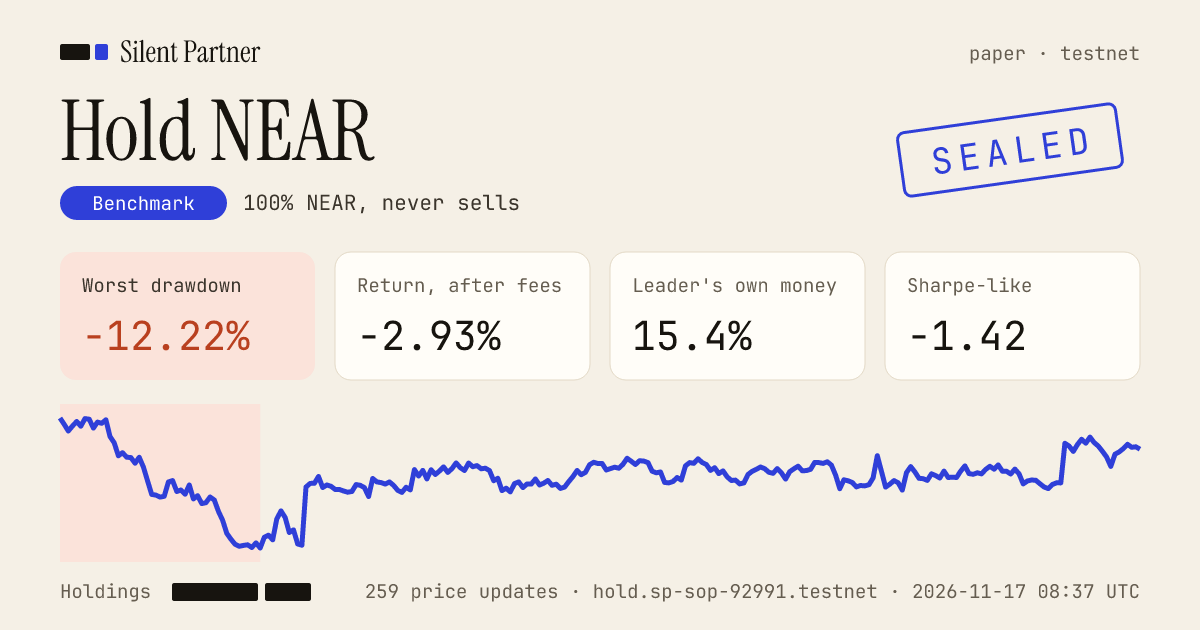 Silent Partner
paper · testnet
Hold NEAR
SEALED
Benchmark
100% NEAR, never sells
Worst drawdown
-12.22%
Return, after fees
-2.93%
Leader's own money
15.4%
Sharpe-like
-1.42
Holdings
259 price updates · hold.sp-sop-92991.testnet · 2026-11-17 08:37 UTC